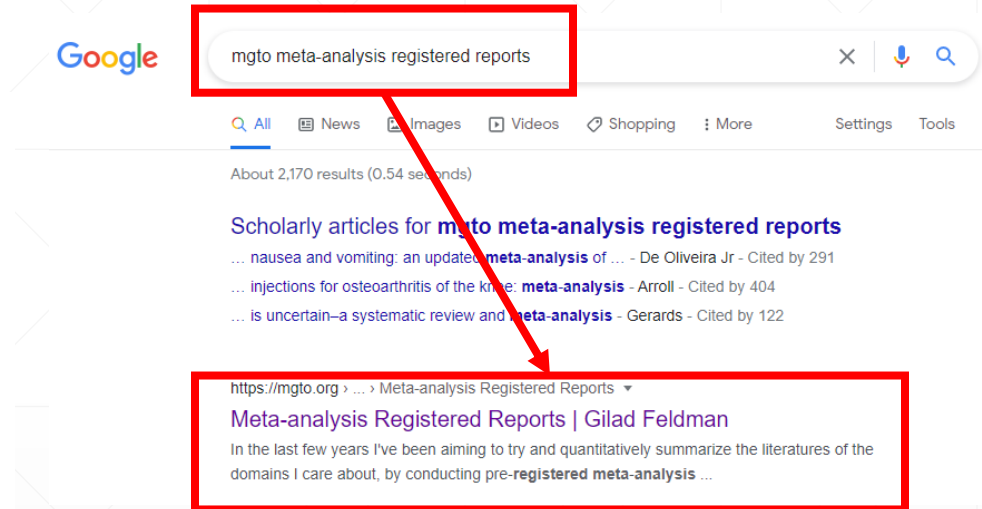 Google
mgto meta-analysis registered reports
All News Images Videos Shopping More Settings Tools
About 2,170 results (0.54 seconds)
Scholarly articles for mgto meta-analysis registered reports
... nausea and vomiting: an updated meta-analysis of ... - De Oliveira Jr - Cited by 291
... injections for osteoarthritis of the knee: meta-analysis - Arroll - Cited by 404
... is uncertain–a systematic review and meta-analysis - Gerards - Cited by 122
https://mgto.org › ... › Meta-analysis Registered Reports
Meta-analysis Registered Reports | Gilad Feldman
In the last few years I've been aiming to try and quantitatively summarize the literatures of the
domains I care about, by conducting pre-registered meta-analysis ...